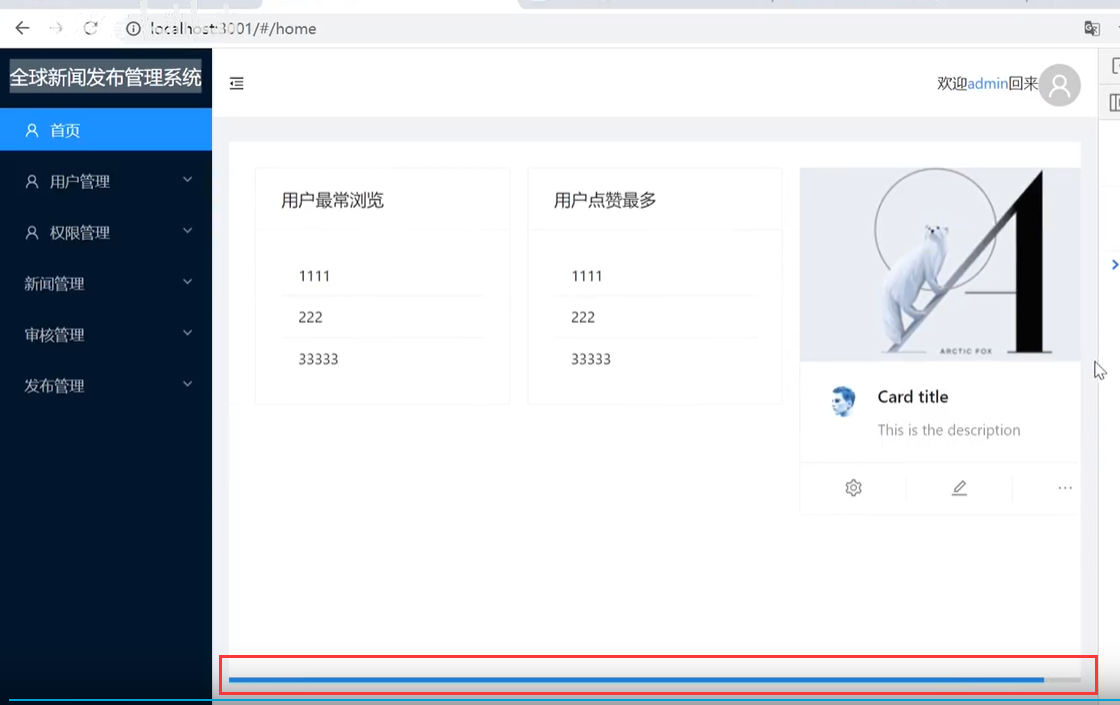 localhost:3001/#/home
全球新闻发布管理系统
欢迎admin回来
首页
用户管理
权限管理
新闻管理
审核管理
发布管理
用户最常浏览
1111
222
33333
用户点赞最多
1111
222
33333
ARCTIC FOX
Card title
This is the description